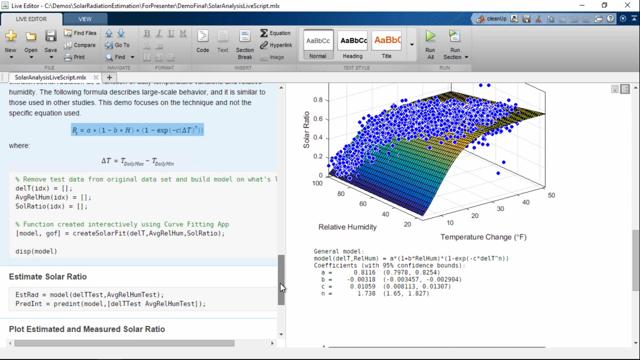 Live Editor - C:\Demos\SolarRadiationEstimation\ForPresenter\DemoFinal\SolarAnalysisLiveScript.mlx
cleanUp
LIVE EDITOR
VIEW
New
Open
Save
Find Files
Compare
Print
Go To
Find
FILE
NAVIGATE
B I U M
FORMAT
Text
Code
Section
Break
Equation
Hyperlink
Image
INSERT
AaBbCc
AaBbCc
AaBbC
Normal
Heading
Title
TEXT STYLE
Run
All
Run
Section
RUN
SolarAnalysisLiveScript.mlx
humidity. The following formula describes large-scale behavior, and it is similar to
those used in other studies. This demo focuses on the technique and not the
specific equation used.
R = a * (1 - b * H) * (1 - exp(-c(ΔT)ⁿ))
where:
ΔT = T DailyMax - T DailyMin
% Remove test data from original data set and build model on what's l
delT(idx) = [];
AvgRelHum(idx) = [];
SolRatio(idx) = [];
% Function created interactively using Curve Fitting App
[model, gof] = createSolarFit(delT,AvgRelHum,SolRatio);
disp(model)
Estimate Solar Ratio
EstRad = model(delTTest,AvgRelHumTest);
PredInt = predint(model,[delTTest AvgRelHumTest]);
Plot Estimated and Measured Solar Ratio
Solar Ratio
0.8
0.6
0.4
0.2
0
100
80
60
40
20
10
20
30
40
50
Relative Humidity
Temperature Change (°F)
General model:
model(delT,RelHum) = a*(1+b*RelHum)*(1-exp(-c*delT^n))
Coefficients (with 95% confidence bounds):
a = 0.8116 (0.7978, 0.8254)
b = -0.00318 (-0.003457, -0.002904)
c = 0.01059 (0.008113, 0.01307)
n = 1.738 (1.65, 1.827)